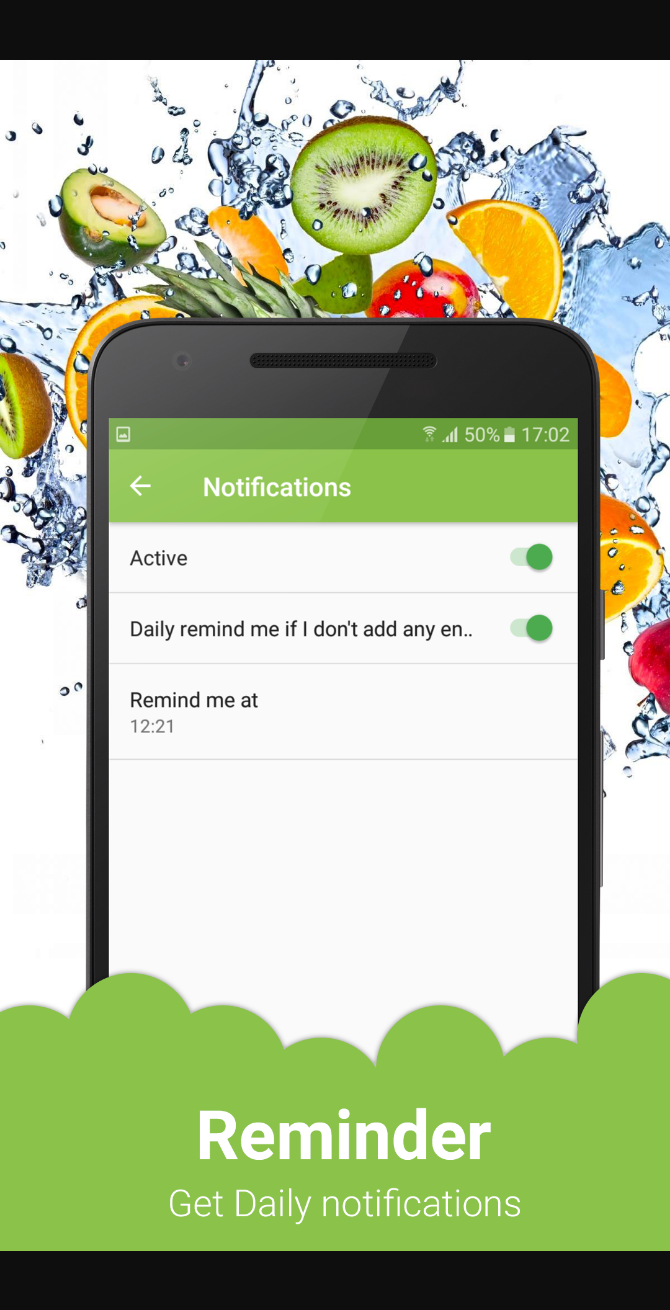 50% 17:02
Notifications
Active
Daily remind me if I don't add any en..
Remind me at
12:21
Reminder
Get Daily notifications